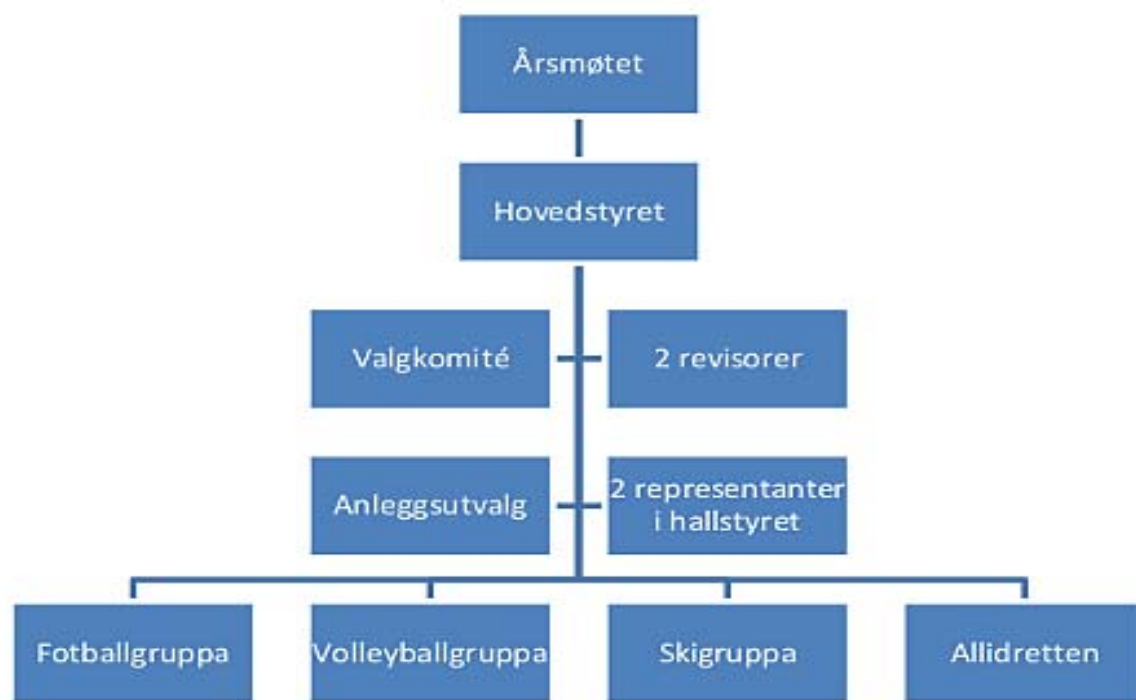 Årsmøtet
Hovedstyret
Valgkomité
2 revisorer
Anleggsutvalg
2 representanter
i hallstyret
Fotballgruppa
Volleyballgruppa
Skigruppa
Allidretten